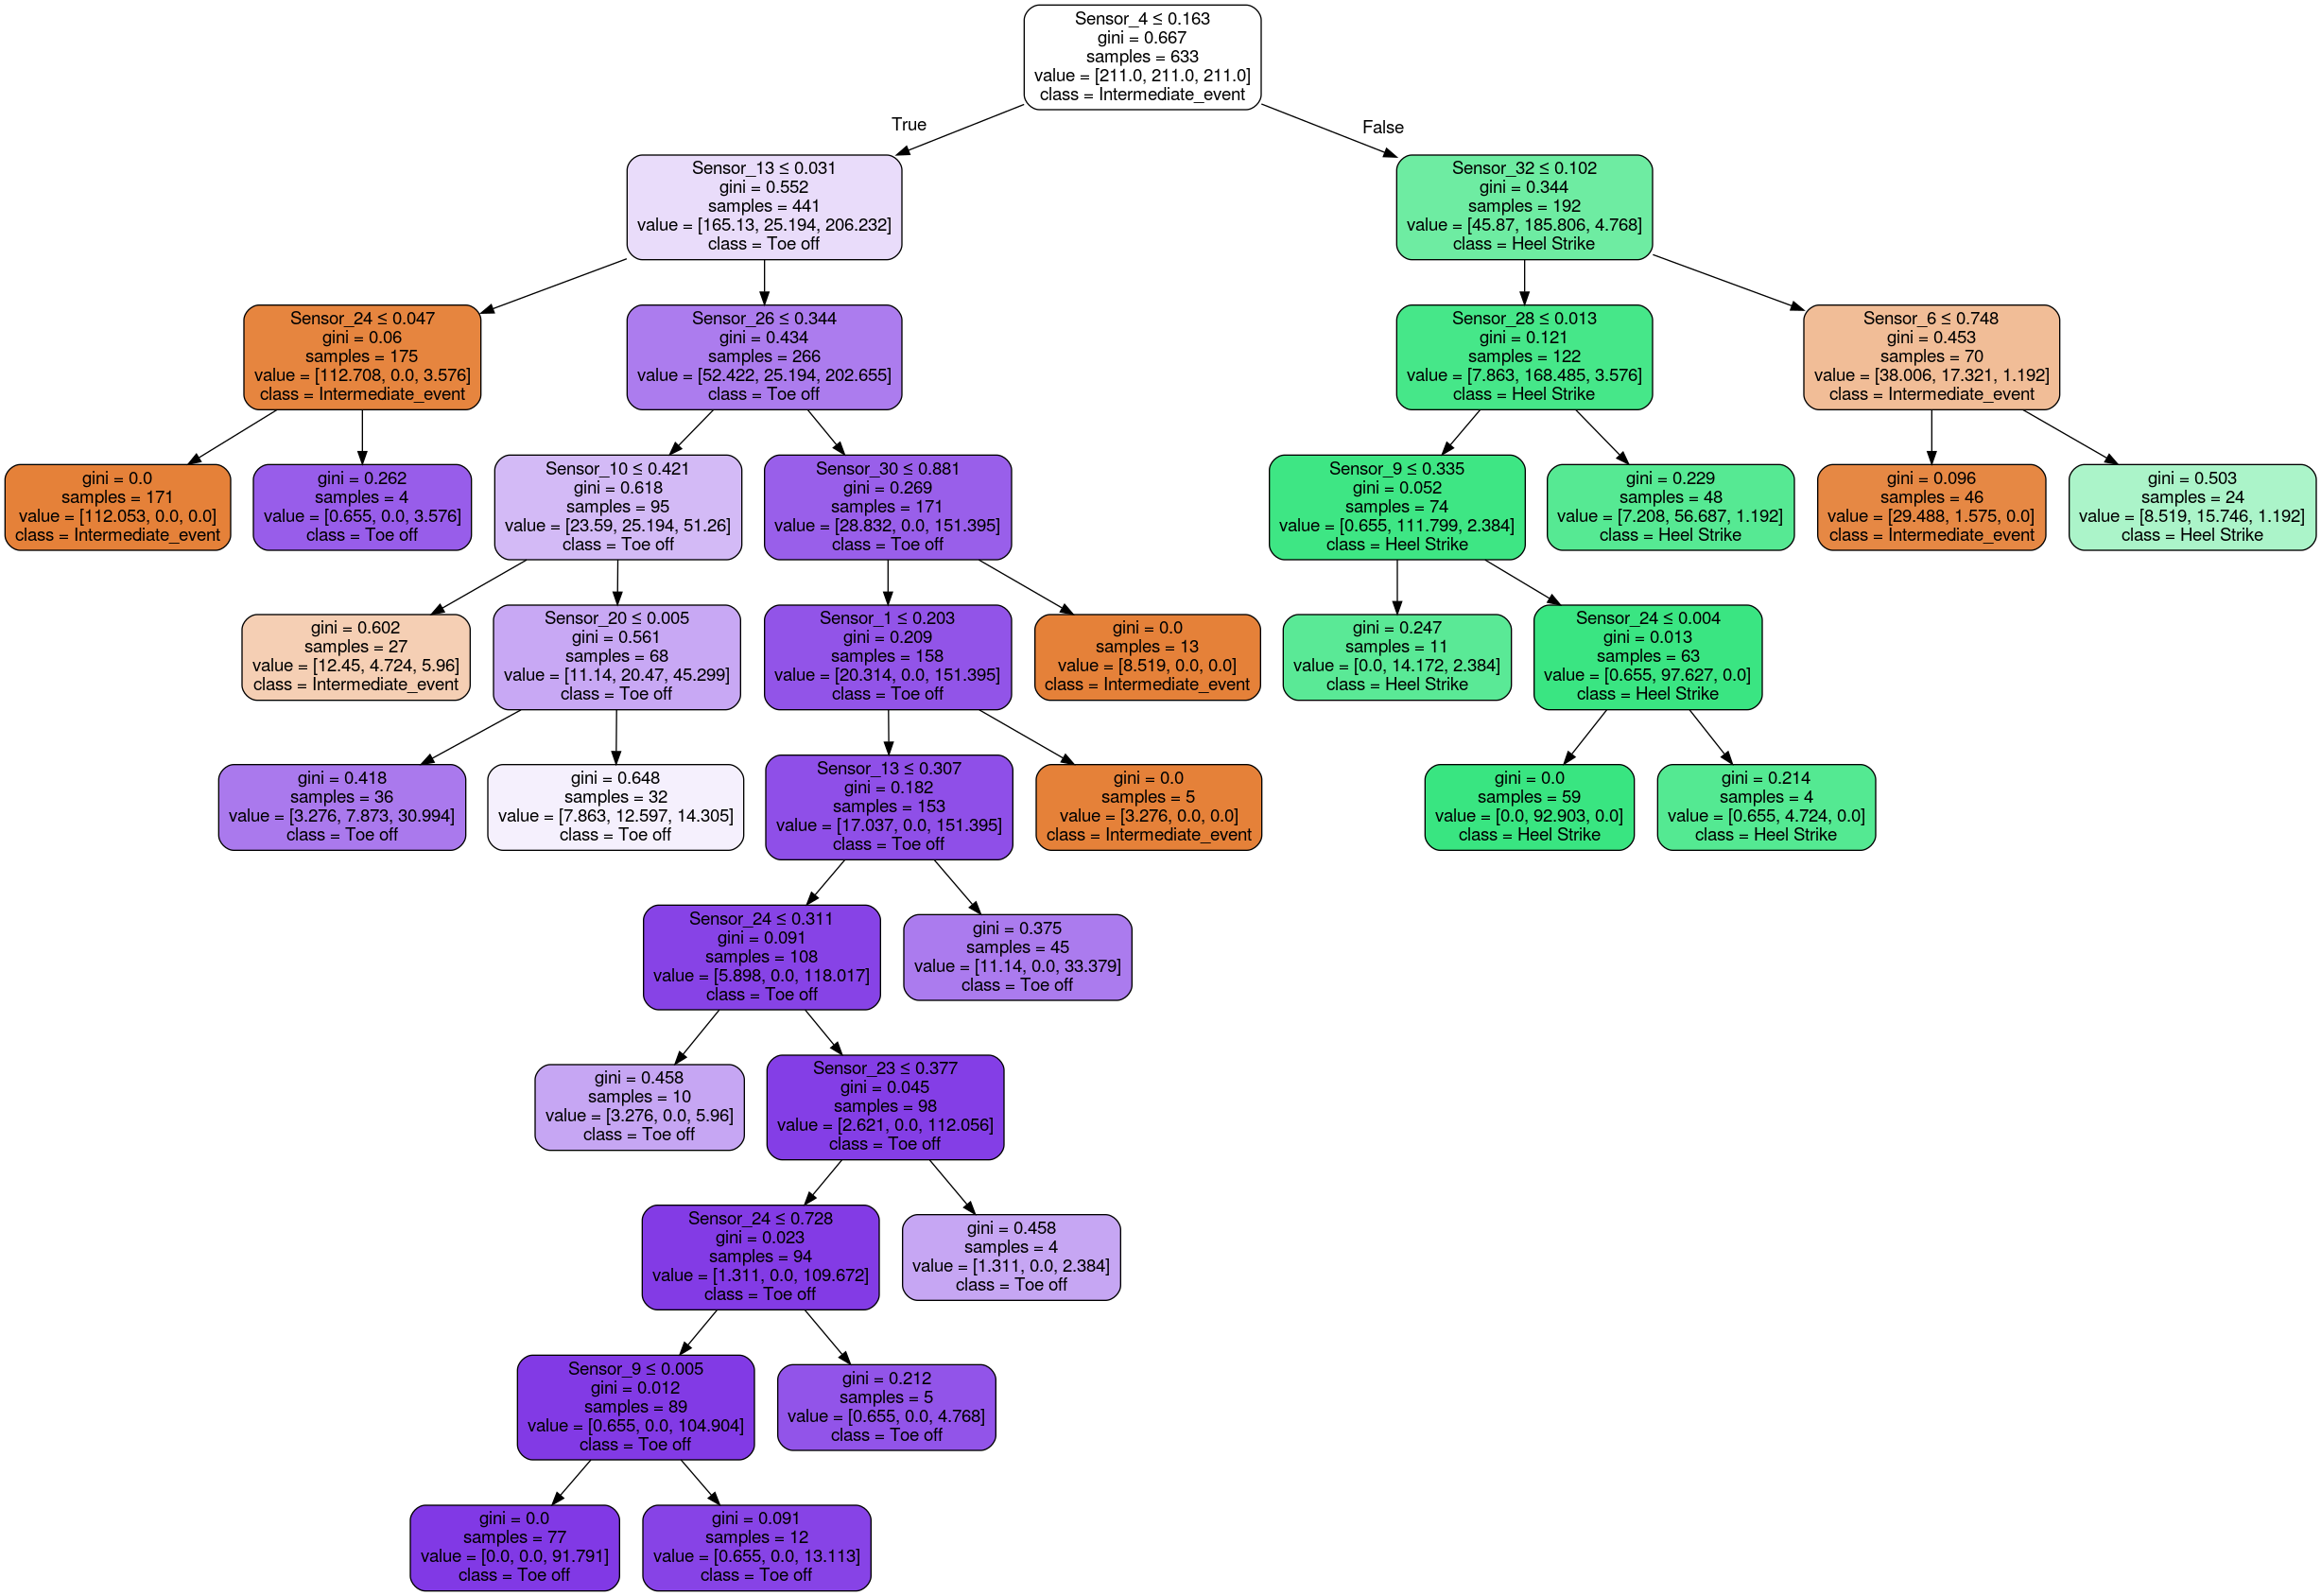 Sensor_4 ≤ 0.163
gini = 0.667
samples = 633
value = [211.0, 211.0, 211.0]
class = Intermediate_event
True
False
Sensor_13 ≤ 0.031
gini = 0.552
samples = 441
value = [165.13, 25.194, 206.232]
class = Toe off
Sensor_32 ≤ 0.102
gini = 0.344
samples = 192
value = [45.87, 185.806, 4.768]
class = Heel Strike
Sensor_24 ≤ 0.047
gini = 0.06
samples = 175
value = [112.708, 0.0, 3.576]
class = Intermediate_event
Sensor_26 ≤ 0.344
gini = 0.434
samples = 266
value = [52.422, 25.194, 202.655]
class = Toe off
Sensor_28 ≤ 0.013
gini = 0.121
samples = 122
value = [7.863, 168.485, 3.576]
class = Heel Strike
Sensor_6 ≤ 0.748
gini = 0.453
samples = 70
value = [38.006, 17.321, 1.192]
class = Intermediate_event
gini = 0.0
samples = 171
value = [112.053, 0.0, 0.0]
class = Intermediate_event
gini = 0.262
samples = 4
value = [0.655, 0.0, 3.576]
class = Toe off
Sensor_10 ≤ 0.421
gini = 0.618
samples = 95
value = [23.59, 25.194, 51.26]
class = Toe off
Sensor_30 ≤ 0.881
gini = 0.269
samples = 171
value = [28.832, 0.0, 151.395]
class = Toe off
Sensor_9 ≤ 0.335
gini = 0.052
samples = 74
value = [0.655, 111.799, 2.384]
class = Heel Strike
gini = 0.229
samples = 48
value = [7.208, 56.687, 1.192]
class = Heel Strike
gini = 0.096
samples = 46
value = [29.488, 1.575, 0.0]
class = Intermediate_event
gini = 0.503
samples = 24
value = [8.519, 15.746, 1.192]
class = Heel Strike
gini = 0.602
samples = 27
value = [12.45, 4.724, 5.96]
class = Intermediate_event
Sensor_20 ≤ 0.005
gini = 0.561
samples = 68
value = [11.14, 20.47, 45.299]
class = Toe off
Sensor_1 ≤ 0.203
gini = 0.209
samples = 158
value = [20.314, 0.0, 151.395]
class = Toe off
gini = 0.0
samples = 13
value = [8.519, 0.0, 0.0]
class = Intermediate_event
gini = 0.247
samples = 11
value = [0.0, 14.172, 2.384]
class = Heel Strike
Sensor_24 ≤ 0.004
gini = 0.013
samples = 63
value = [0.655, 97.627, 0.0]
class = Heel Strike
gini = 0.418
samples = 36
value = [3.276, 7.873, 30.994]
class = Toe off
gini = 0.648
samples = 32
value = [7.863, 12.597, 14.305]
class = Toe off
Sensor_13 ≤ 0.307
gini = 0.182
samples = 153
value = [17.037, 0.0, 151.395]
class = Toe off
gini = 0.0
samples = 5
value = [3.276, 0.0, 0.0]
class = Intermediate_event
gini = 0.0
samples = 59
value = [0.0, 92.903, 0.0]
class = Heel Strike
gini = 0.214
samples = 4
value = [0.655, 4.724, 0.0]
class = Heel Strike
Sensor_24 ≤ 0.311
gini = 0.091
samples = 108
value = [5.898, 0.0, 118.017]
class = Toe off
gini = 0.375
samples = 45
value = [11.14, 0.0, 33.379]
class = Toe off
gini = 0.458
samples = 10
value = [3.276, 0.0, 5.96]
class = Toe off
Sensor_23 ≤ 0.377
gini = 0.045
samples = 98
value = [2.621, 0.0, 112.056]
class = Toe off
Sensor_24 ≤ 0.728
gini = 0.023
samples = 94
value = [1.311, 0.0, 109.672]
class = Toe off
gini = 0.458
samples = 4
value = [1.311, 0.0, 2.384]
class = Toe off
Sensor_9 ≤ 0.005
gini = 0.012
samples = 89
value = [0.655, 0.0, 104.904]
class = Toe off
gini = 0.212
samples = 5
value = [0.655, 0.0, 4.768]
class = Toe off
gini = 0.0
samples = 77
value = [0.0, 0.0, 91.791]
class = Toe off
gini = 0.091
samples = 12
value = [0.655, 0.0, 13.113]
class = Toe off